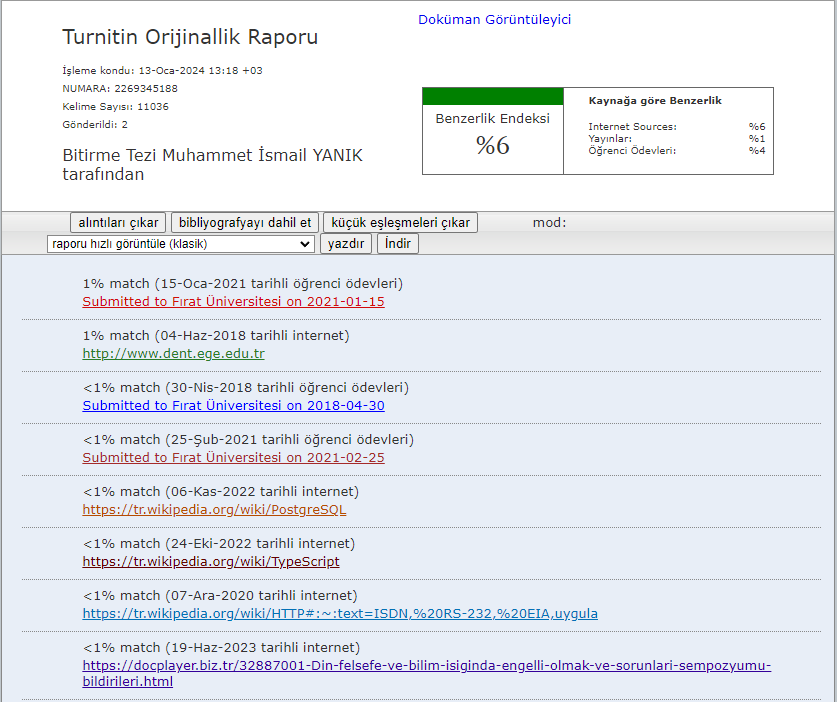 Doküman Görüntüleyici
Turnitin Orijinallik Raporu
İşleme kondu: 13-Oca-2024 13:18 +03
NUMARA: 2269345188
Kelime Sayısı: 11036
Gönderildi: 2
Bitirme Tezi Muhammet İsmail YANIK
tarafından
Benzerlik Endeksi
%6
Kaynağa göre Benzerlik
Internet Sources: %6
Yayınlar: %1
Öğrenci Ödevleri: %4
alıntıları çıkar bibliyografyayı dahil et küçük eşleşmeleri çıkar mod:
raporu hızlı görüntüle (klasik) yazdır İndir
1% match (15-Oca-2021 tarihli öğrenci ödevleri)
Submitted to Fırat Üniversitesi on 2021-01-15
1% match (04-Haz-2018 tarihli internet)
http://www.dent.ege.edu.tr
<1% match (30-Nis-2018 tarihli öğrenci ödevleri)
Submitted to Fırat Üniversitesi on 2018-04-30
<1% match (25-Şub-2021 tarihli öğrenci ödevleri)
Submitted to Fırat Üniversitesi on 2021-02-25
<1% match (06-Kas-2022 tarihli internet)
https://tr.wikipedia.org/wiki/PostgreSQL
<1% match (24-Eki-2022 tarihli internet)
https://tr.wikipedia.org/wiki/TypeScript
<1% match (07-Ara-2020 tarihli internet)
https://tr.wikipedia.org/wiki/HTTP#:~:text=ISDN,%20RS-232,%20EIA,uygula
<1% match (19-Haz-2023 tarihli internet)
https://docplayer.biz.tr/32887001-Din-felsefe-ve-bilim-isiginda-engelli-olmak-ve-sorunlari-sempozyumu-
bildirileri.html